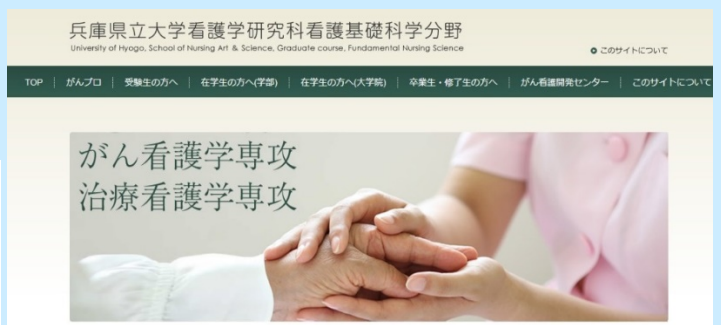 兵庫県立大学看護学研究科看護基礎科学分野
University of Hyogo, School of Nursing Art & Science, Graduate course, Fundamental Nursing Science
このサイトについて
TOP | がんプロ | 受験生の方へ | 在学生の方へ(学部) | 在学生の方へ(大学院) | 卒業生・修了生の方へ | がん看護開発センター | このサイトについて
がん看護学専攻
治療看護学専攻